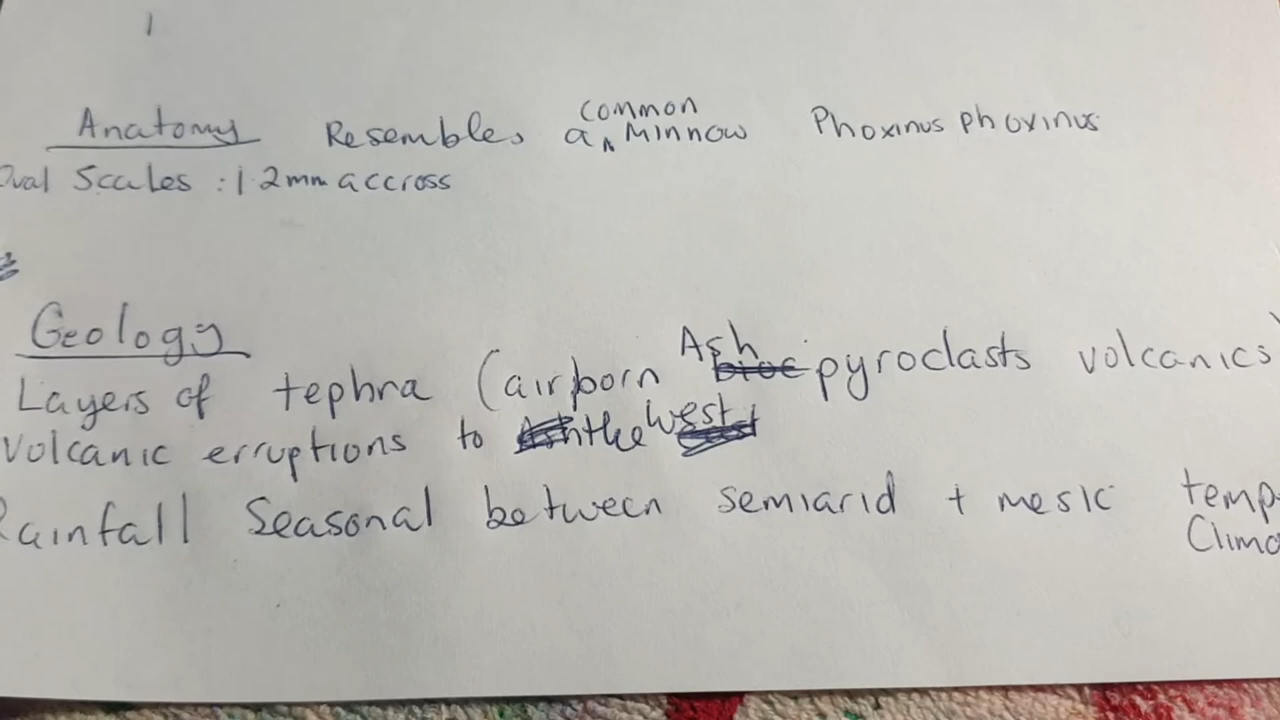 1
Anatomy Resembles a common Minnow Phoxinus phoxinus
Oval Scales : 1.2mm accross
Geology
Layers of tephra (airborn Ash pyroclasts volcanics)
Volcanic erruptions to the West
Rainfall Seasonal between semiarid + mesic temp
Clima